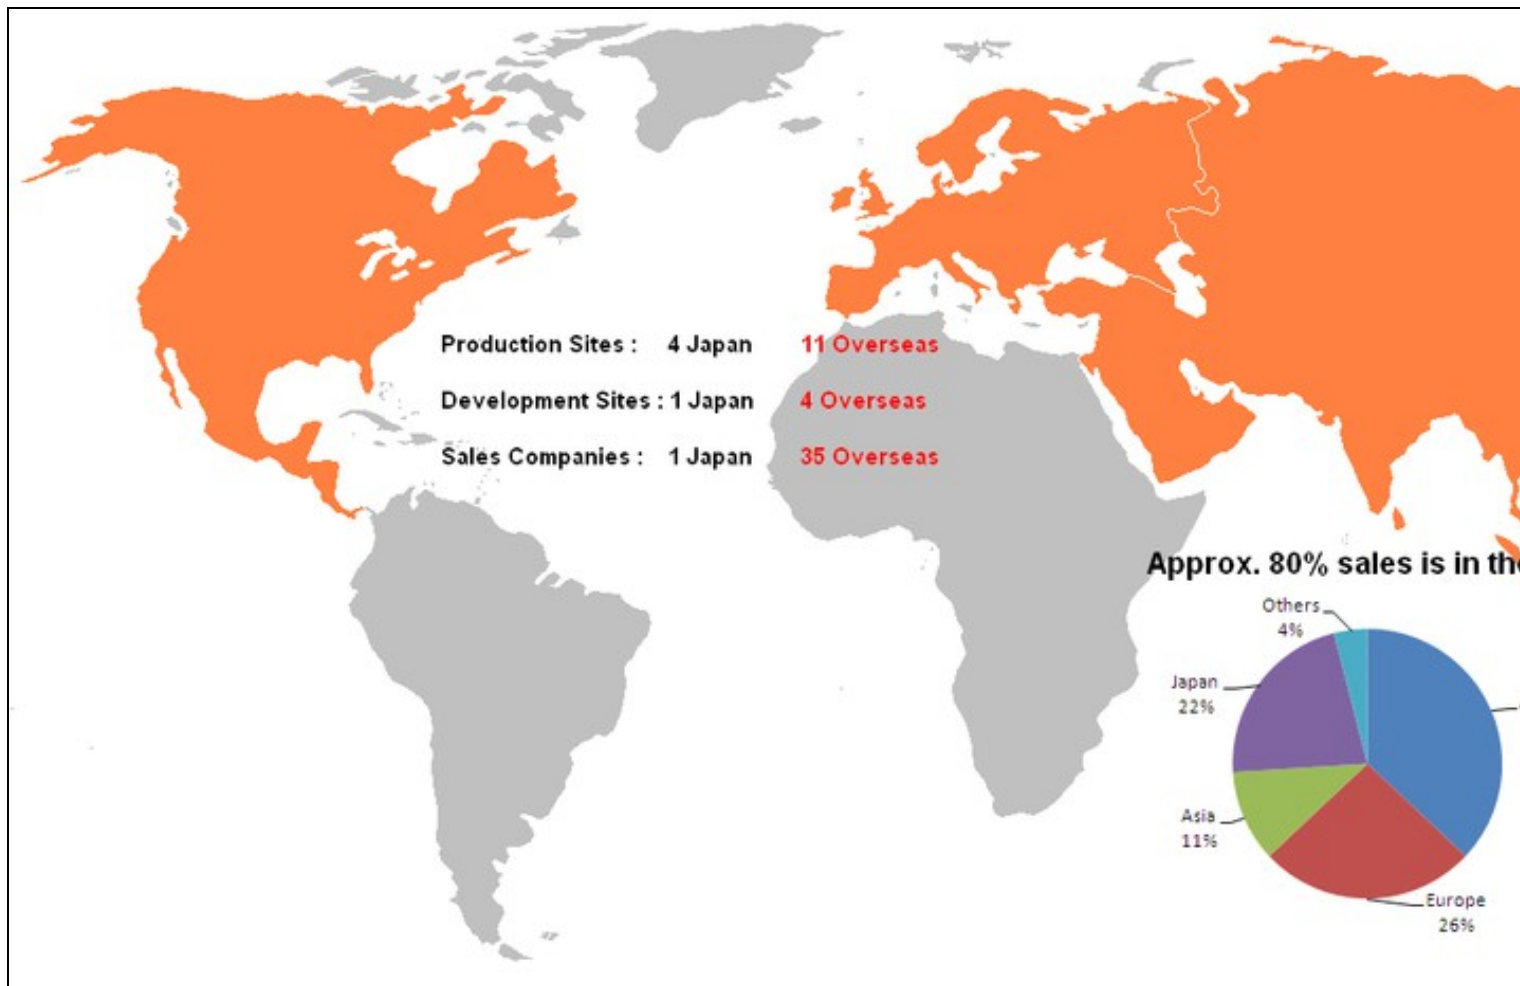 Production Sites : 4 Japan 11 Overseas
Development Sites : 1 Japan 4 Overseas
Sales Companies : 1 Japan 35 Overseas
Approx. 80% sales is in the
Others
4%
Japan
22%
Asia
11%
Europe
26%